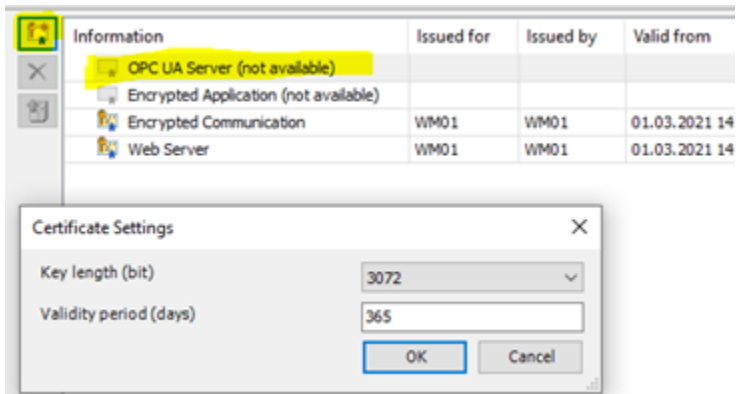 Information Issued for Issued by Valid from
OPC UA Server (not available)
Encrypted Application (not available)
Encrypted Communication WM01 WM01 01.03.2021 14
Web Server WM01 WM01 01.03.2021 14
Certificate Settings
Key length (bit) 3072
Validity period (days) 365
OK Cancel